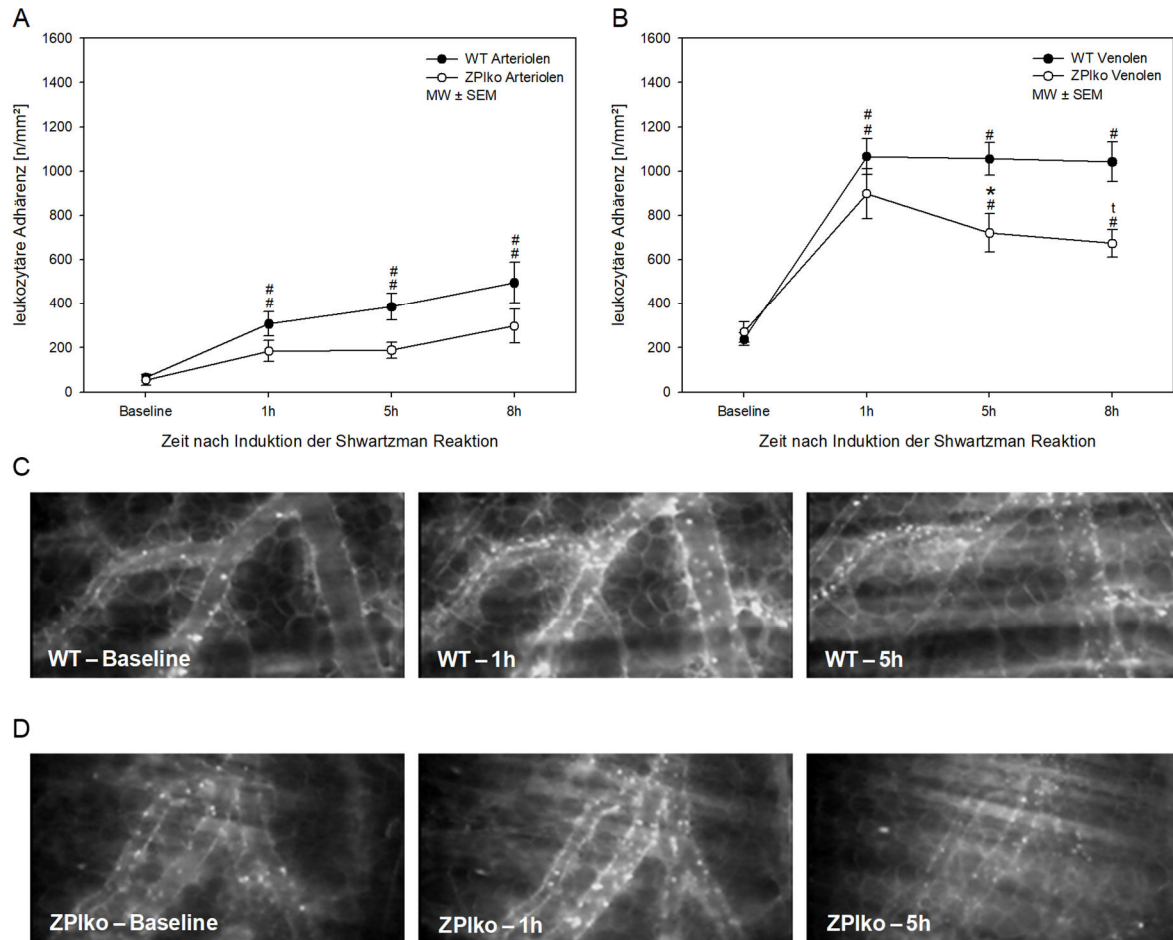 A
leukozytäre Adhärenz [n/mm²]
1600
1400
1200
1000
800
600
400
200
0
WT Arteriolen
ZPIko Arteriolen
MW ± SEM
#
#
#
#
#
#
Baseline 1h 5h 8h
Zeit nach Induktion der Shwartzman Reaktion
B
leukozytäre Adhärenz [n/mm²]
1600
1400
1200
1000
800
600
400
200
0
WT Venolen
ZPIko Venolen
MW ± SEM
#
#
#
#
*
#
t
#
Baseline 1h 5h 8h
Zeit nach Induktion der Shwartzman Reaktion
C
WT – Baseline
WT – 1h
WT – 5h
D
ZPIko – Baseline
ZPIko – 1h
ZPIko – 5h